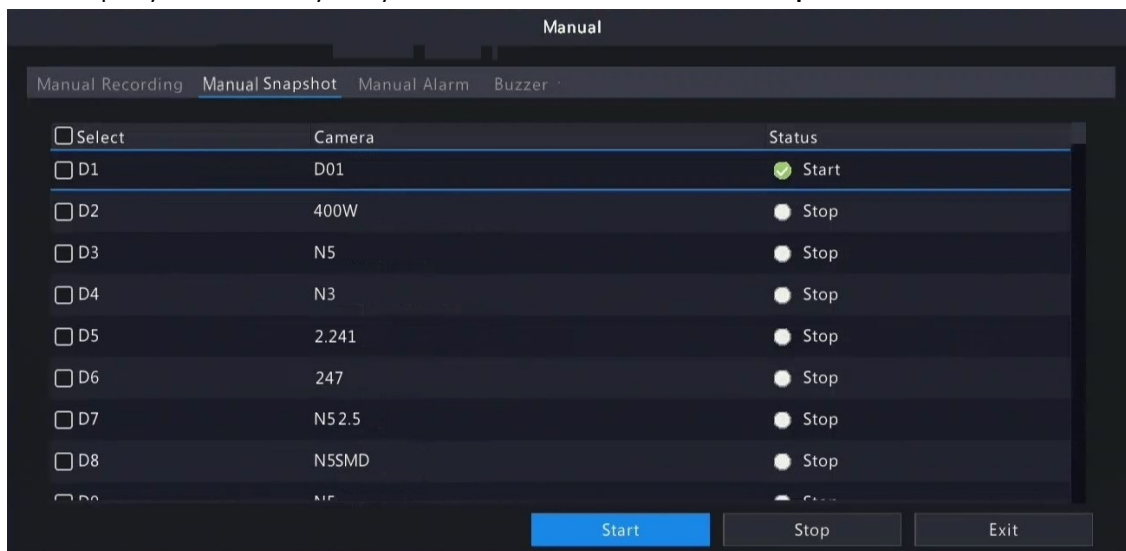 Manual
Manual Recording Manual Snapshot Manual Alarm Buzzer
Select Camera Status
D1 D01 Start
D2 400W Stop
D3 N5 Stop
D4 N3 Stop
D5 2.241 Stop
D6 247 Stop
D7 N52.5 Stop
D8 N5SMD Stop
Start Stop Exit